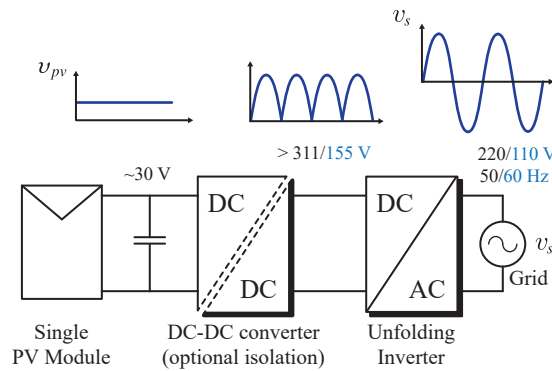 v_s
v_pv
> 311/155 V
220/110 V
50/60 Hz
~30 V
DC
DC
DC
AC
v_s
Grid
Single
PV Module
DC-DC converter
(optional isolation)
Unfolding
Inverter